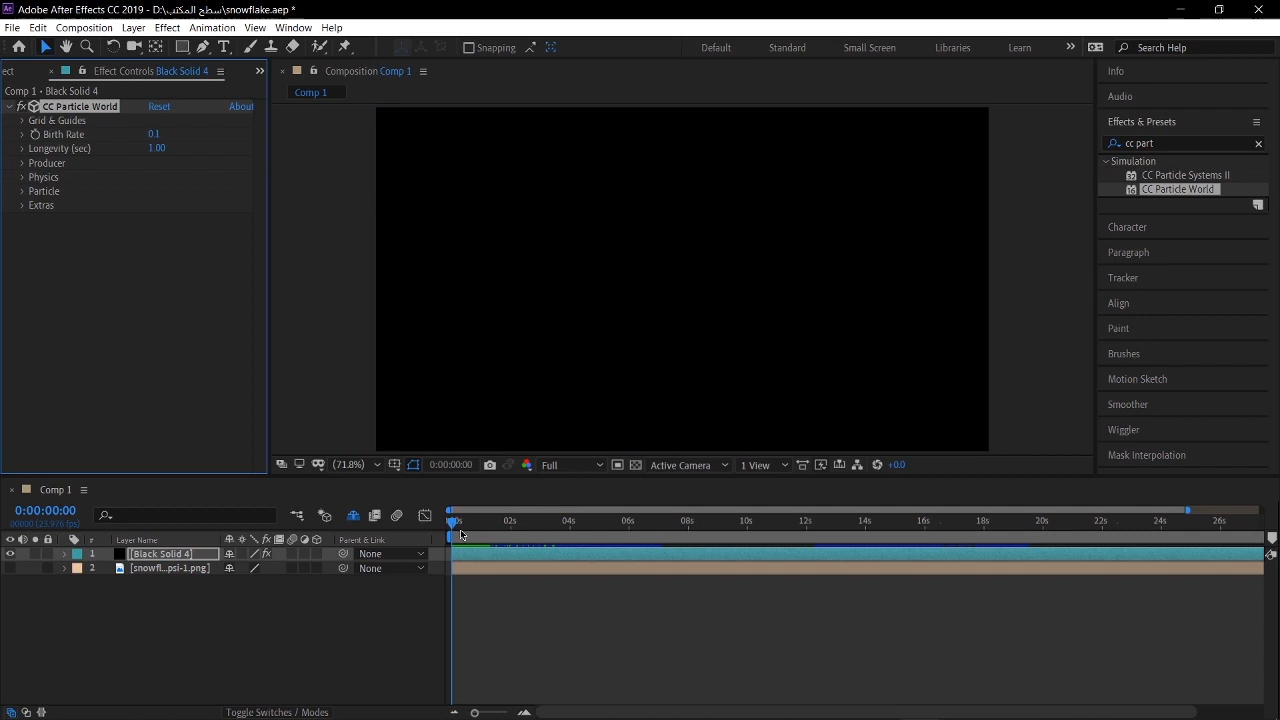 Adobe After Effects CC 2019 - D:\سطح المكتب\snowflake.aep *
File Edit Composition Layer Effect Animation View Window Help
Snapping Default Standard Small Screen Libraries Learn Search Help
ect Effect Controls Black Solid 4
Comp 1 • Black Solid 4
fx CC Particle World Reset About
Grid & Guides
Birth Rate 0.1
Longevity (sec) 1.00
Producer
Physics
Particle
Extras
Composition Comp 1
Comp 1
(71.8%) 0:00:00:00 Full Active Camera 1 View +0.0
Info
Audio
Effects & Presets
cc part
Simulation
32 CC Particle Systems II
16 CC Particle World
Character
Paragraph
Tracker
Align
Paint
Brushes
Motion Sketch
Smoother
Wiggler
Mask Interpolation
Comp 1
0:00:00:00
00000 (23.976 fps)
02s 04s 06s 08s 10s 12s 14s 16s 18s 20s 22s 24s 26s
# Layer Name fx Parent & Link
1 [Black Solid 4] fx None
2 [snowfl...psi-1.png] None
Toggle Switches / Modes